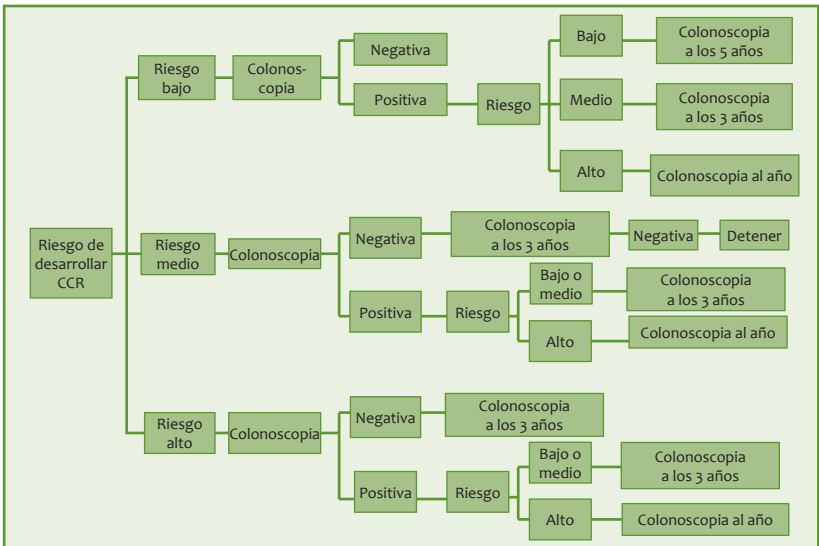 Riesgo de
desarrollar
CCR
Riesgo
bajo
Colonos-
copia
Negativa
Positiva
Riesgo
Bajo
Colonoscopia
a los 5 años
Medio
Colonoscopia
a los 3 años
Alto
Colonoscopia al año
Riesgo
medio
Colonoscopia
Negativa
Colonoscopia
a los 3 años
Negativa
Detener
Positiva
Riesgo
Bajo o
medio
Colonoscopia
a los 3 años
Alto
Colonoscopia al año
Riesgo
alto
Colonoscopia
Negativa
Colonoscopia
a los 3 años
Positiva
Riesgo
Bajo o
medio
Colonoscopia
a los 3 años
Alto
Colonoscopia al año